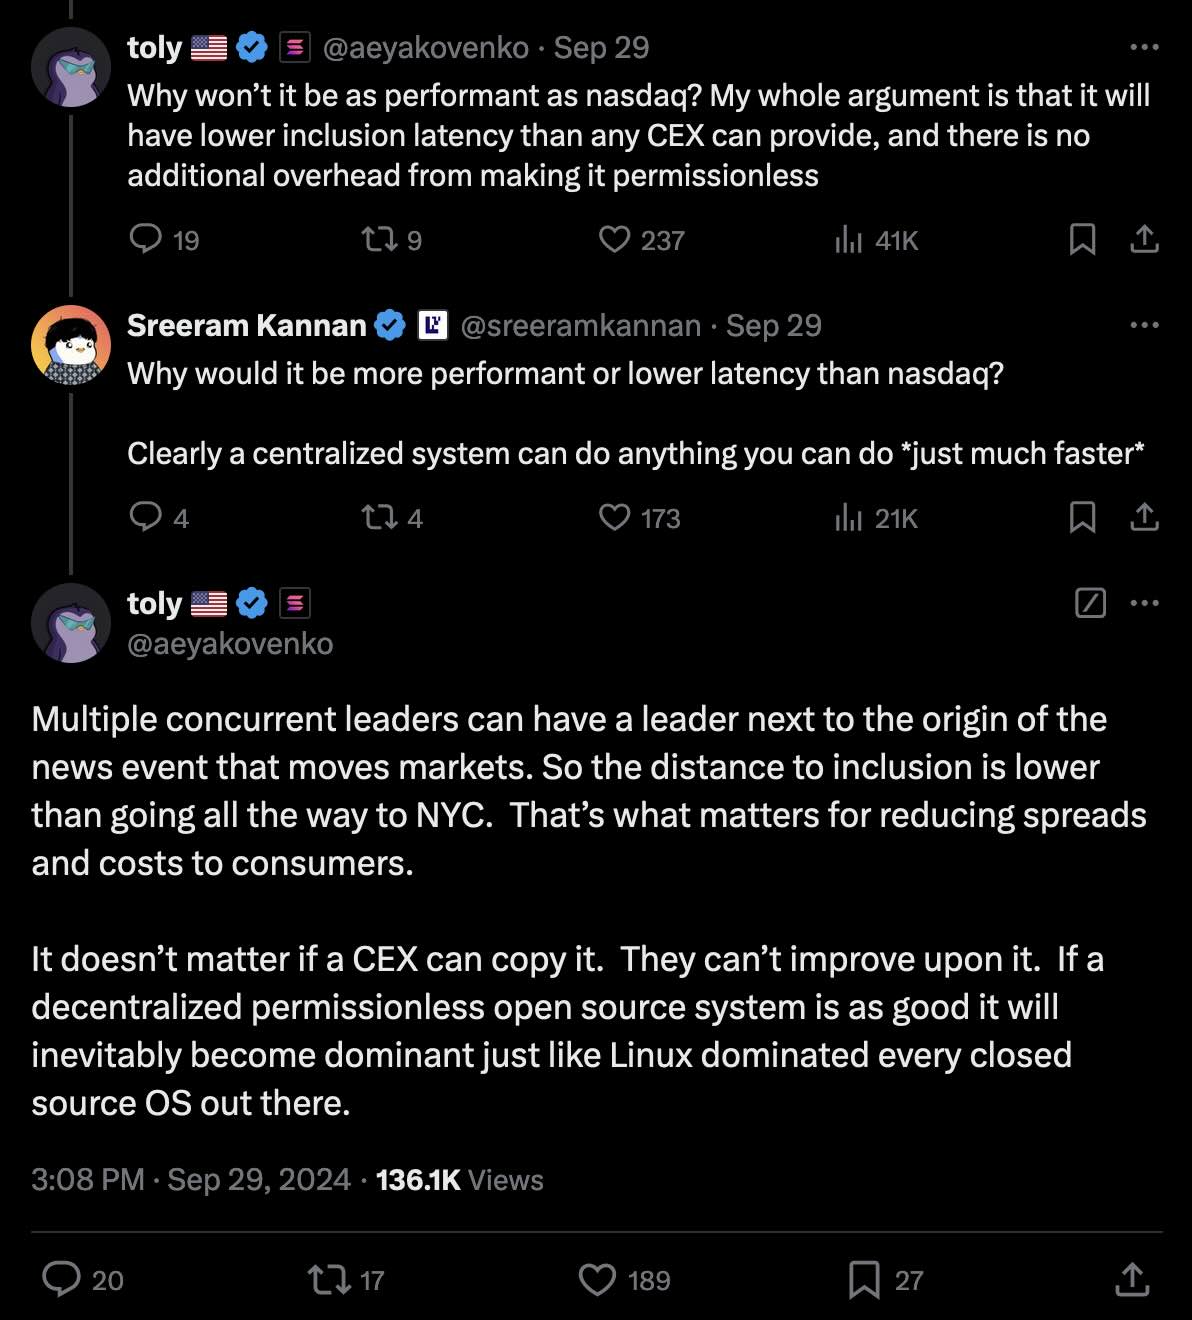 toly 🇺🇸 @aeyakovenko · Sep 29
Why won’t it be as performant as nasdaq? My whole argument is that it will
have lower inclusion latency than any CEX can provide, and there is no
additional overhead from making it permissionless
19 9 237 41K
Sreeram Kannan @sreeramkannan · Sep 29
Why would it be more performant or lower latency than nasdaq?
Clearly a centralized system can do anything you can do *just much faster*
4 4 173 21K
toly 🇺🇸
@aeyakovenko
Multiple concurrent leaders can have a leader next to the origin of the
news event that moves markets. So the distance to inclusion is lower
than going all the way to NYC.  That’s what matters for reducing spreads
and costs to consumers.
It doesn’t matter if a CEX can copy it.  They can’t improve upon it.  If a
decentralized permissionless open source system is as good it will
inevitably become dominant just like Linux dominated every closed
source OS out there.
3:08 PM · Sep 29, 2024 · 136.1K Views
20 17 189 27